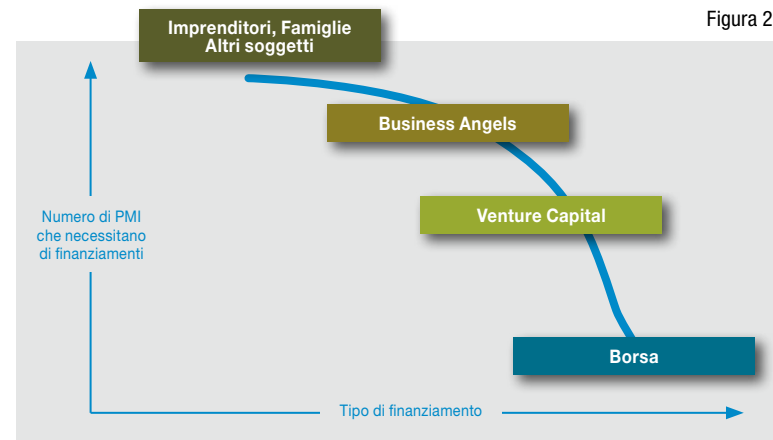 Figura 2
Imprenditori, Famiglie
Altri soggetti
Business Angels
Venture Capital
Numero di PMI
che necessitano
di finanziamenti
Borsa
Tipo di finanziamento